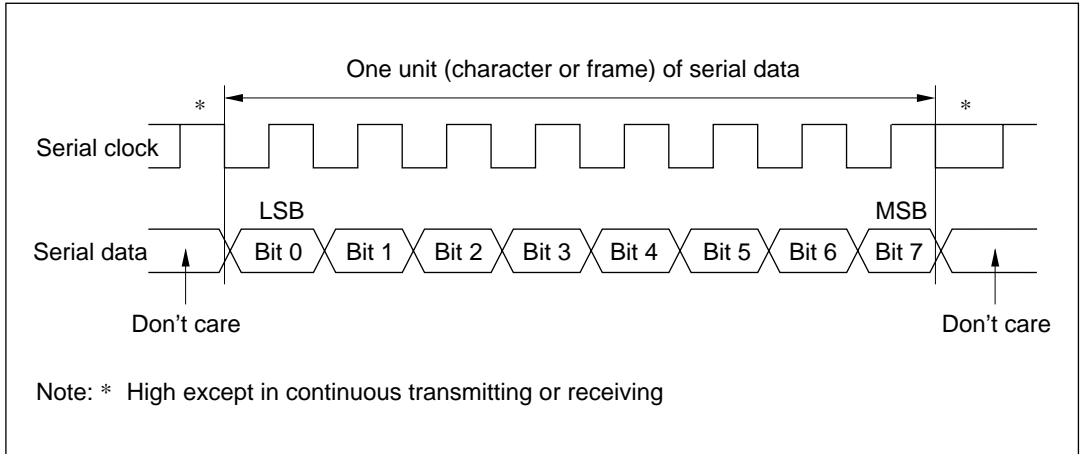 One unit (character or frame) of serial data
* *
Serial clock
LSB MSB
Serial data Bit 0 Bit 1 Bit 2 Bit 3 Bit 4 Bit 5 Bit 6 Bit 7
Don't care Don't care
Note: * High except in continuous transmitting or receiving